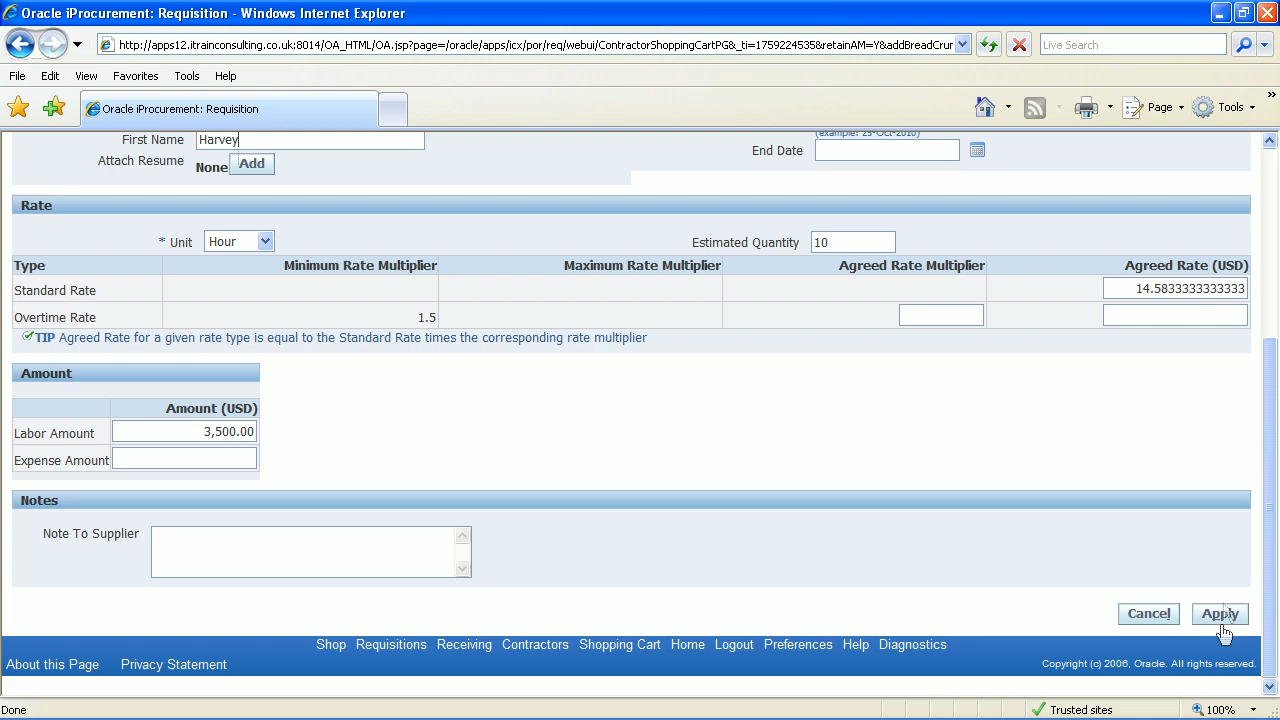 Oracle iProcurement: Requisition - Windows Internet Explorer
http://apps12.itrainconsulting.co.uk:8014/OA_HTML/OA.jsp?page=/oracle/apps/icx/por/req/webui/ContractorShoppingCartPG&_ti=1759224535&retainAM=Y&addBreadCrur
Live Search
File Edit View Favorites Tools Help
Oracle iProcurement: Requisition
Page Tools
First Name Harvey
(example: 25-Oct-2010)
End Date
Attach Resume None Add
Rate
* Unit Hour
Estimated Quantity 10
Type Minimum Rate Multiplier Maximum Rate Multiplier Agreed Rate Multiplier Agreed Rate (USD)
Standard Rate 14.5833333333333
Overtime Rate 1.5
TIP Agreed Rate for a given rate type is equal to the Standard Rate times the corresponding rate multiplier
Amount
Amount (USD)
Labor Amount 3,500.00
Expense Amount
Notes
Note To Supplier
Cancel Apply
Shop Requisitions Receiving Contractors Shopping Cart Home Logout Preferences Help Diagnostics
About this Page Privacy Statement
Copyright (c) 2006, Oracle. All rights reserved.
Done
Trusted sites
100%